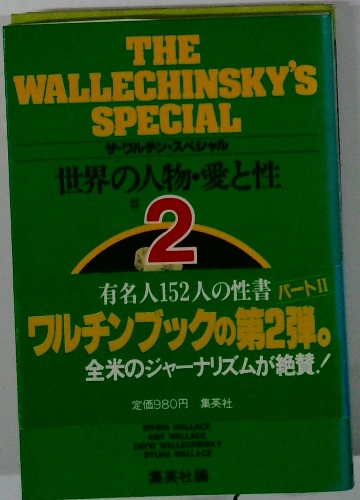 THE
WALLECHINSKY'S
SPECIAL
ザ・ワルチン・スペシャル
世界の人物・愛と性
#2
有名人152人の性書 パートII
ワルチンブックの第2弾。
全米のジャーナリズムが絶賛!
定価980円 集英社
IRVING WALLACE
AMY WALLACE
DAVID WALLECHINSKY
SYLVIA WALLACE
集英社編